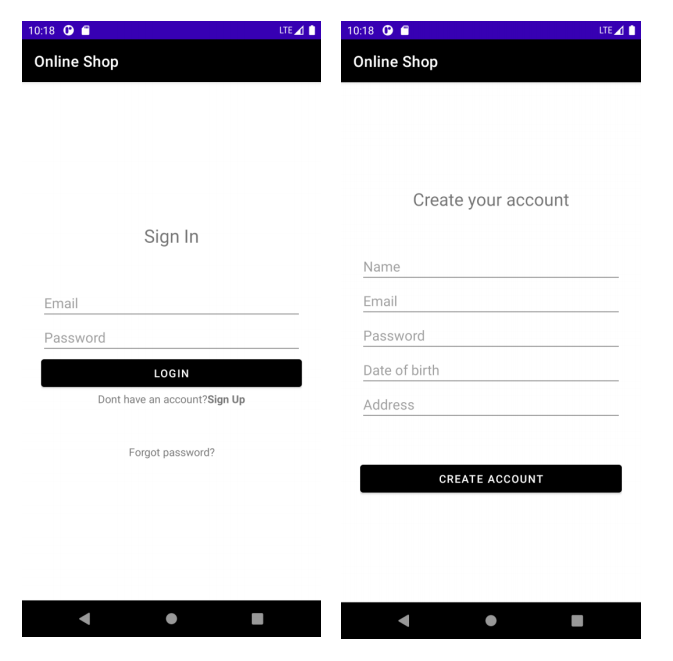 10:18 LTE
Online Shop
Sign In
Email
Password
LOGIN
Dont have an account?Sign Up
Forgot password?
10:18 LTE
Online Shop
Create your account
Name
Email
Password
Date of birth
Address
CREATE ACCOUNT